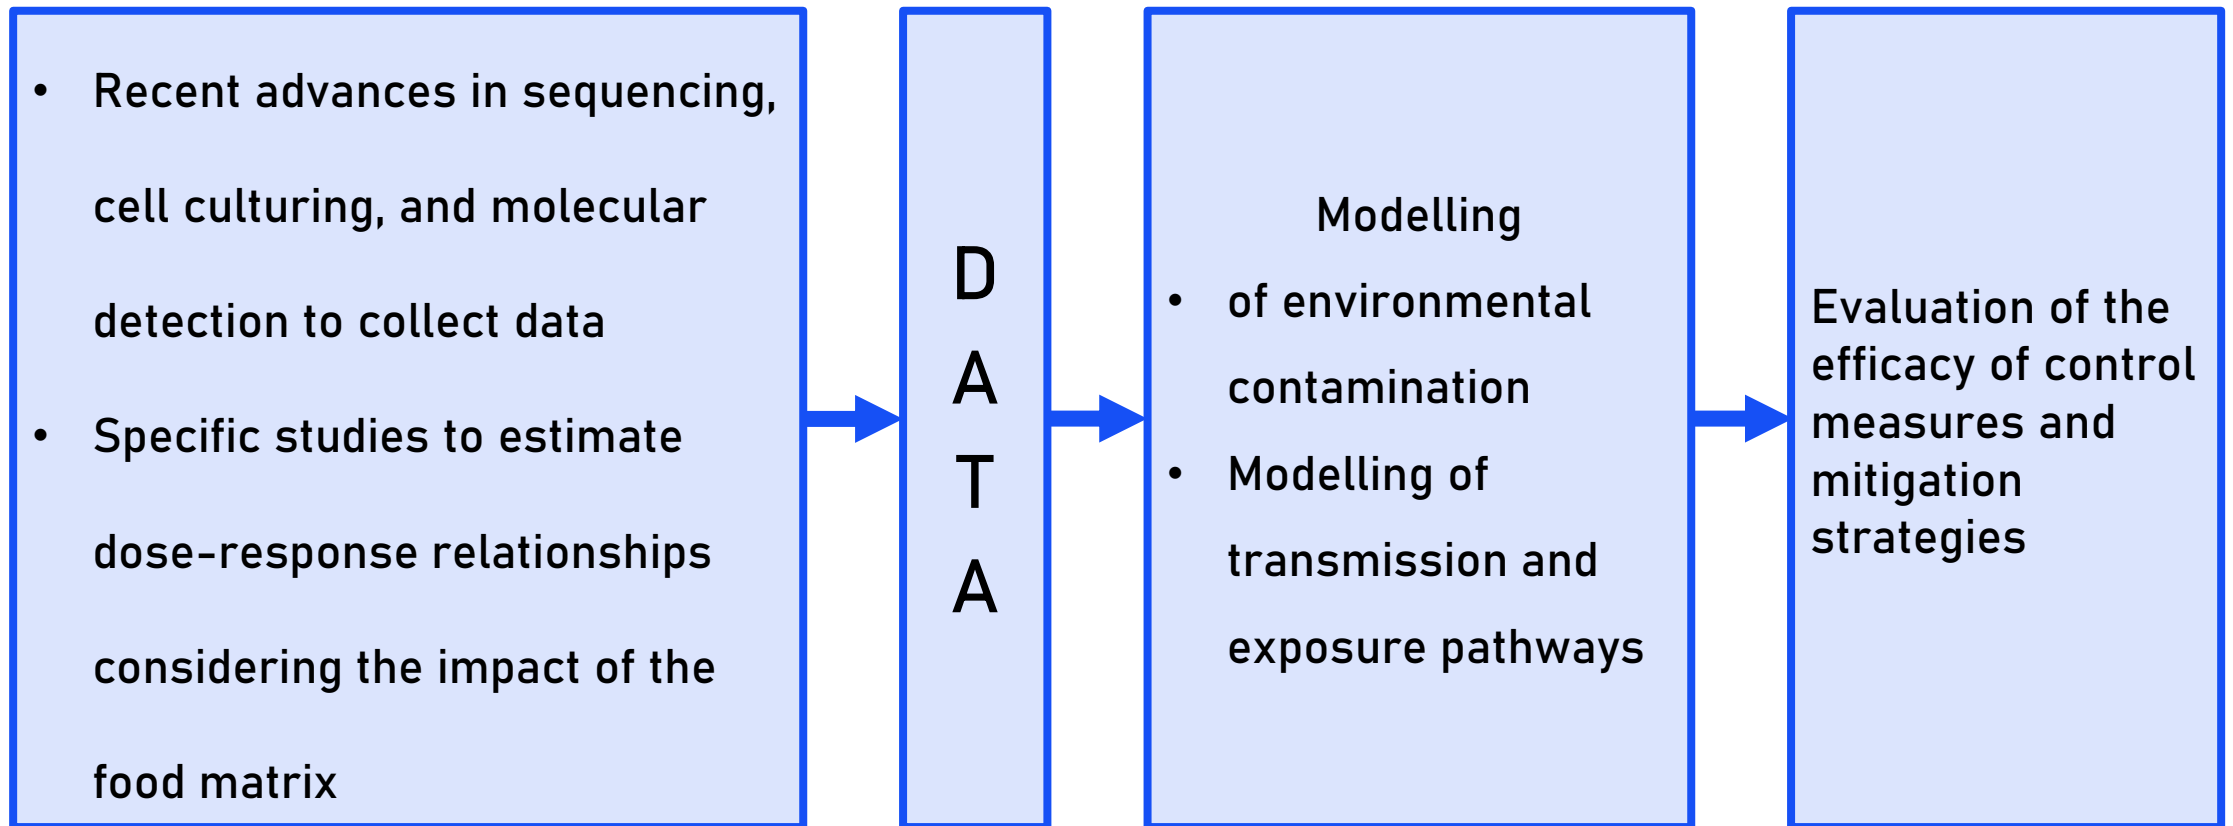 • Recent advances in sequencing,
cell culturing, and molecular
detection to collect data
• Specific studies to estimate
dose-response relationships
considering the impact of the
food matrix
D
A
T
A
Modelling
• of environmental
contamination
• Modelling of
transmission and
exposure pathways
Evaluation of the
efficacy of control
measures and
mitigation
strategies